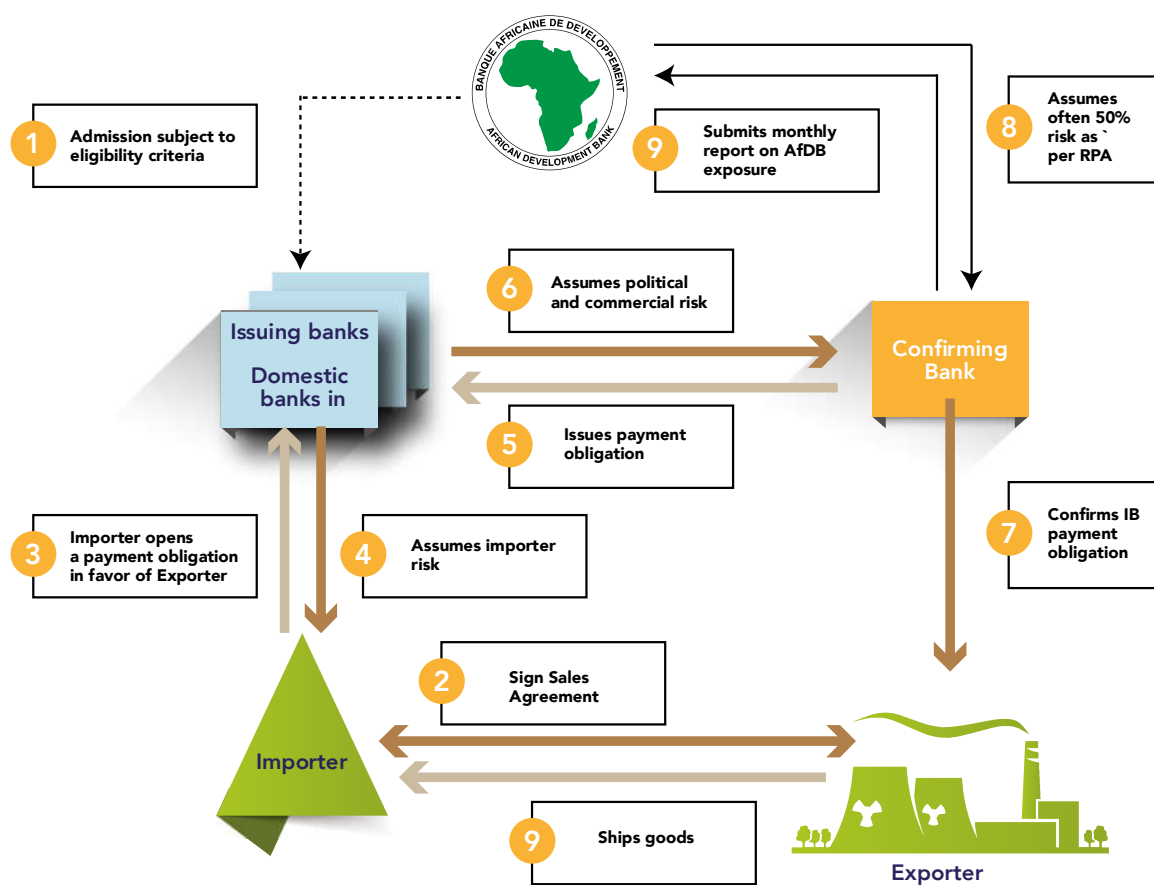 BANQUE AFRICAINE DE DEVELOPPEMENT
AFRICAN DEVELOPMENT BANK
1
Admission subject to
eligibility criteria
9
Submits monthly
report on AfDB
exposure
8
Assumes
often 50%
risk as `
per RPA
6
Assumes political
and commercial risk
Issuing banks
Domestic
banks in
Confirming
Bank
5
Issues payment
obligation
3
Importer opens
a payment obligation
in favor of Exporter
4
Assumes importer
risk
7
Confirms IB
payment
obligation
2
Sign Sales
Agreement
Importer
9
Ships goods
Exporter